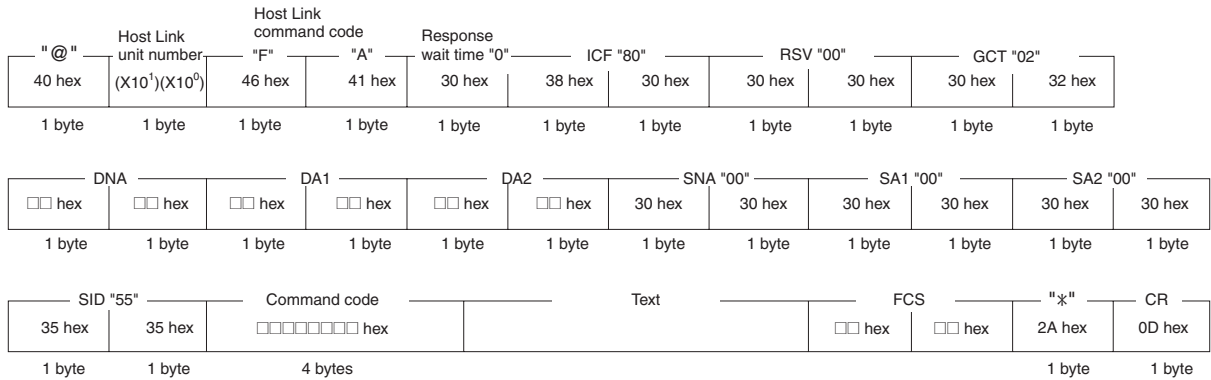 Host Link
command code
Host Link
unit number
Response
wait time "0"
"@" "F" "A" ICF "80" RSV "00" GCT "02"
40 hex (X10¹)(X10⁰) 46 hex 41 hex 30 hex 38 hex 30 hex 30 hex 30 hex 30 hex 32 hex
1 byte 1 byte 1 byte 1 byte 1 byte 1 byte 1 byte 1 byte 1 byte 1 byte 1 byte
DNA DA1 DA2 SNA "00" SA1 "00" SA2 "00"
□□ hex □□ hex □□ hex □□ hex □□ hex □□ hex 30 hex 30 hex 30 hex 30 hex 30 hex 30 hex
1 byte 1 byte 1 byte 1 byte 1 byte 1 byte 1 byte 1 byte 1 byte 1 byte 1 byte 1 byte
SID "55" Command code Text FCS "*" CR
35 hex 35 hex □□□□□□□□ hex □□ hex □□ hex 2A hex 0D hex
1 byte 1 byte 4 bytes 1 byte 1 byte